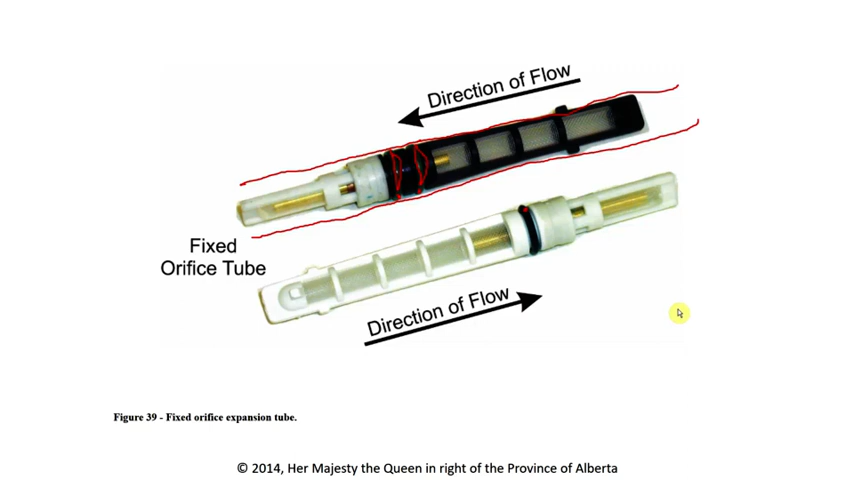 Direction of Flow
Fixed
Orifice Tube
Direction of Flow
Figure 39 - Fixed orifice expansion tube.
© 2014, Her Majesty the Queen in right of the Province of Alberta